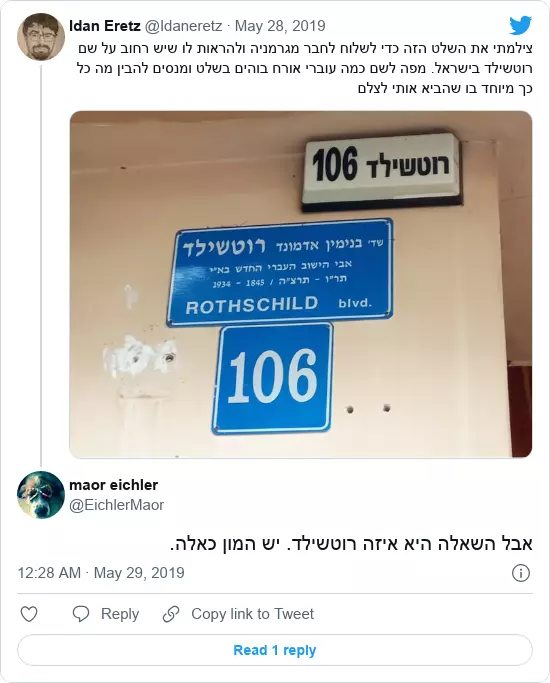 Idan Eretz @Idaneretz · May 28, 2019
צילמתי את השלט הזה כדי לשלוח לחבר מגרמניה ולהראות לו שיש רחוב על שם
רוטשילד בישראל. מפה לשם כמה עוברי אורח בוהים בשלט ומנסים להבין מה כל
כך מיוחד בו שהביא אותי לצלם
רוטשילד 106
שד' בנימין אדמונד רוטשילד
אבי הישוב העברי החדש בא"י
תר"ו - תרצ"ה / 1845 - 1934
ROTHSCHILD blvd.
106
maor eichler
@EichlerMaor
אבל השאלה היא איזה רוטשילד. יש המון כאלה.
12:28 AM · May 29, 2019
Reply Copy link to Tweet
Read 1 reply